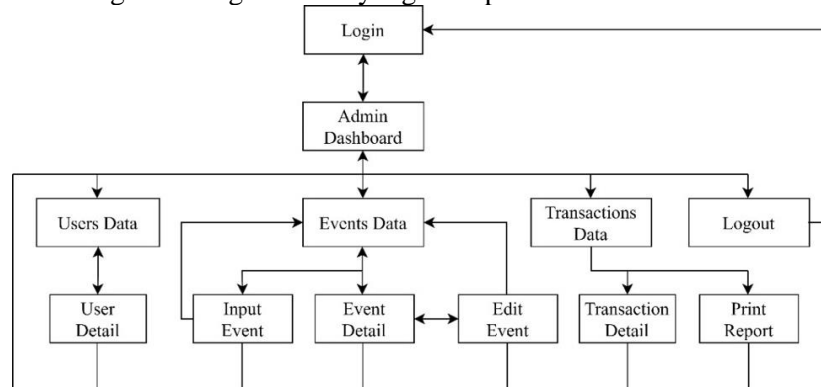 Login
Admin
Dashboard
Users Data
Events Data
Transactions
Data
Logout
User
Detail
Input
Event
Event
Detail
Edit
Event
Transaction
Detail
Print
Report